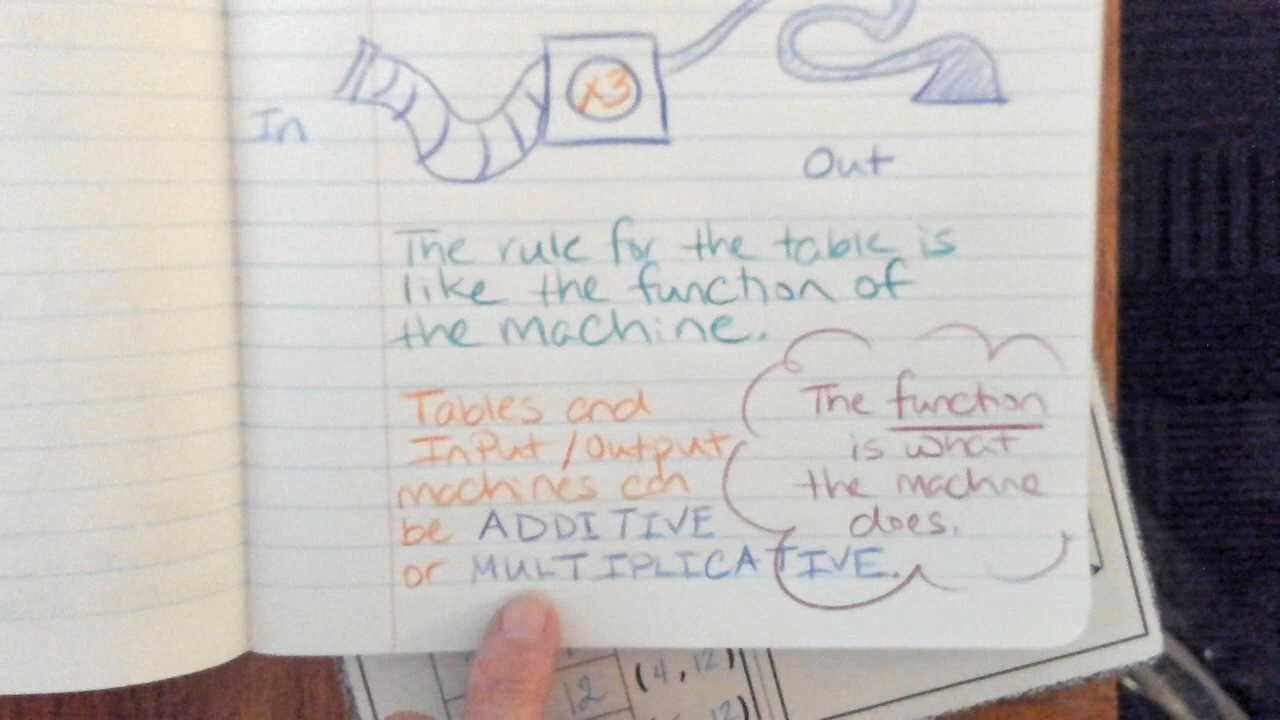 x3
In
Out
The rule for the table is
like the function of
the machine.
Tables and
InPut/Output
machines can
be ADDITIVE
or MULTIPLICATIVE.
The function
is what
the machine
does.
12
(4, 12)
12)